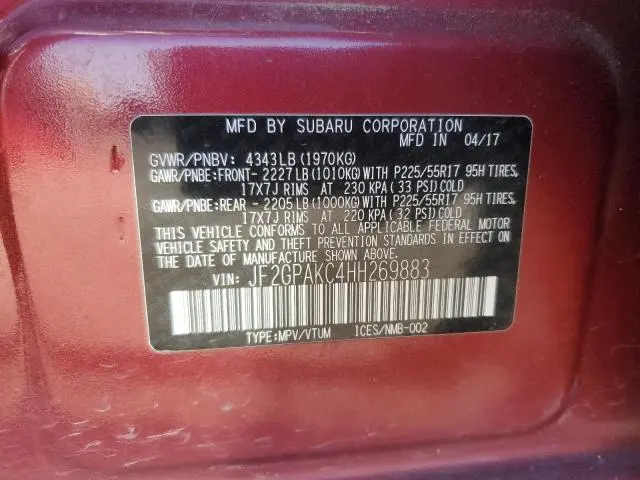 MFD BY SUBARU CORPORATION
MFD IN 04/17
GVWR/PNBV: 4343LB(1970KG)
GAWR/PNBE:FRONT- 2227LB(1010KG)WITH P225/55R17 95H TIRES,
17X7J RIMS AT 230 KPA(33 PSI)COLD
GAWR/PNBE:REAR - 2205LB(1000KG)WITH P225/55R17 95H TIRES,
17X7J RIMS AT 220 KPA(32 PSI)COLD
THIS VEHICLE CONFORMS TO ALL APPLICABLE FEDERAL MOTOR
VEHICLE SAFETY AND THEFT PREVENTION STANDARDS IN EFFECT ON
THE DATE OF MANUFACTURE SHOWN ABOVE.
VIN: JF2GPAKC4HH269883
TYPE:MPV/VTUM ICES/NMB-002